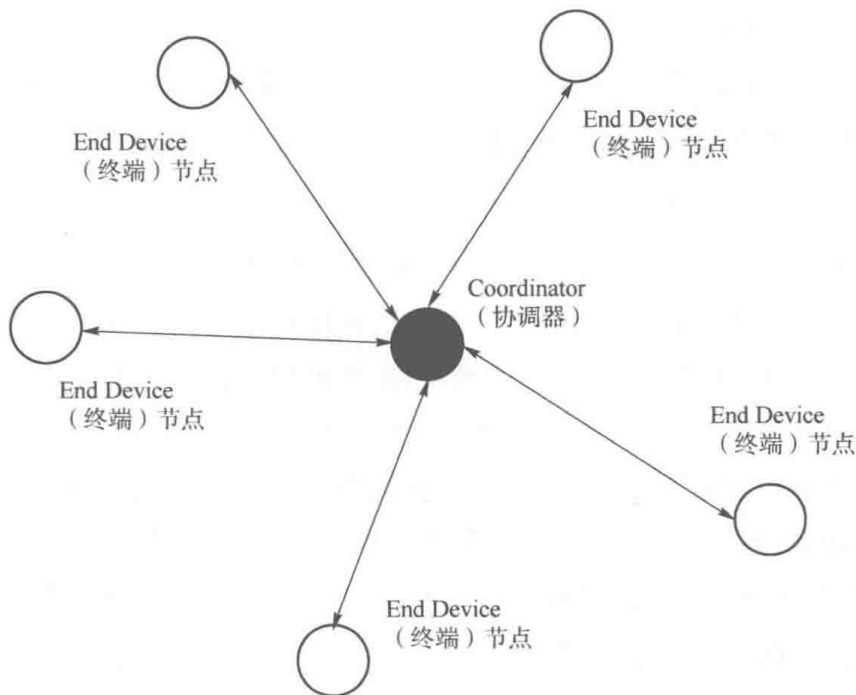 End Device
（终端）节点
End Device
（终端）节点
Coordinator
（协调器）
End Device
（终端）节点
End Device
（终端）节点
End Device
（终端）节点